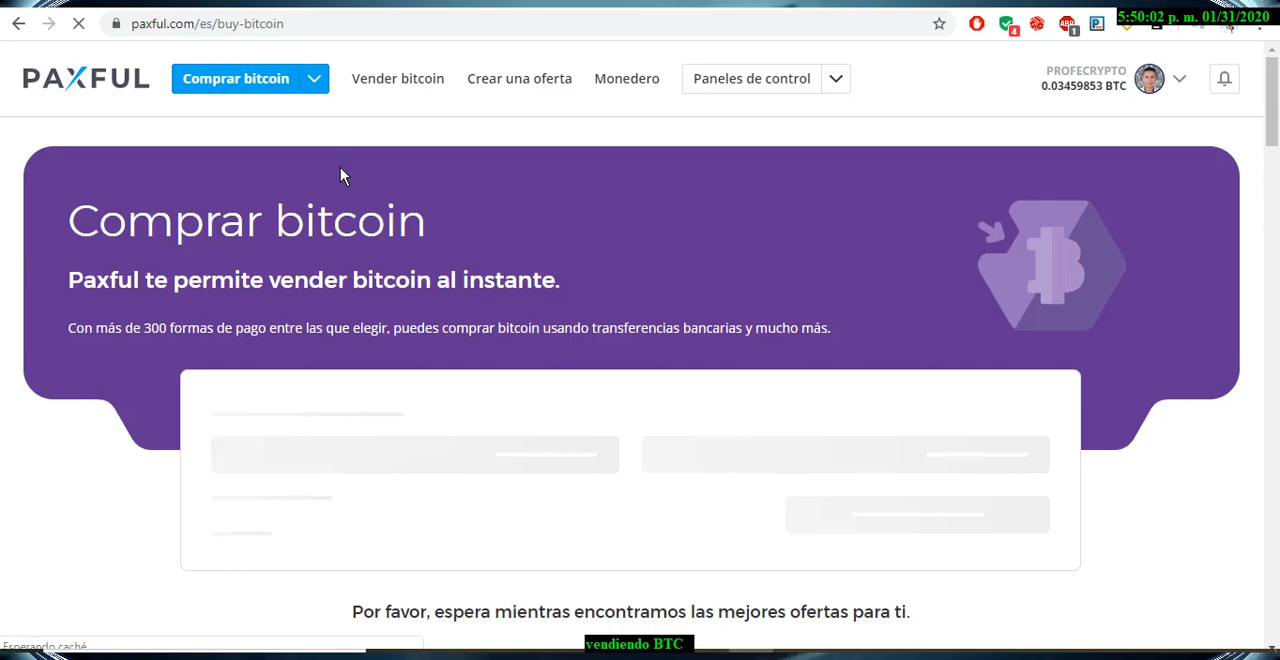 paxful.com/es/buy-bitcoin
5:50:02 p. m. 01/31/2020
4
ABP
1
P
PAXFUL
Comprar bitcoin
Vender bitcoin
Crear una oferta
Monedero
Paneles de control
PROFECRYPTO
0.03459853 BTC
Comprar bitcoin
Paxful te permite vender bitcoin al instante.
Con más de 300 formas de pago entre las que elegir, puedes comprar bitcoin usando transferencias bancarias y mucho más.
Por favor, espera mientras encontramos las mejores ofertas para ti.
Esperando caché
vendiendo BTC